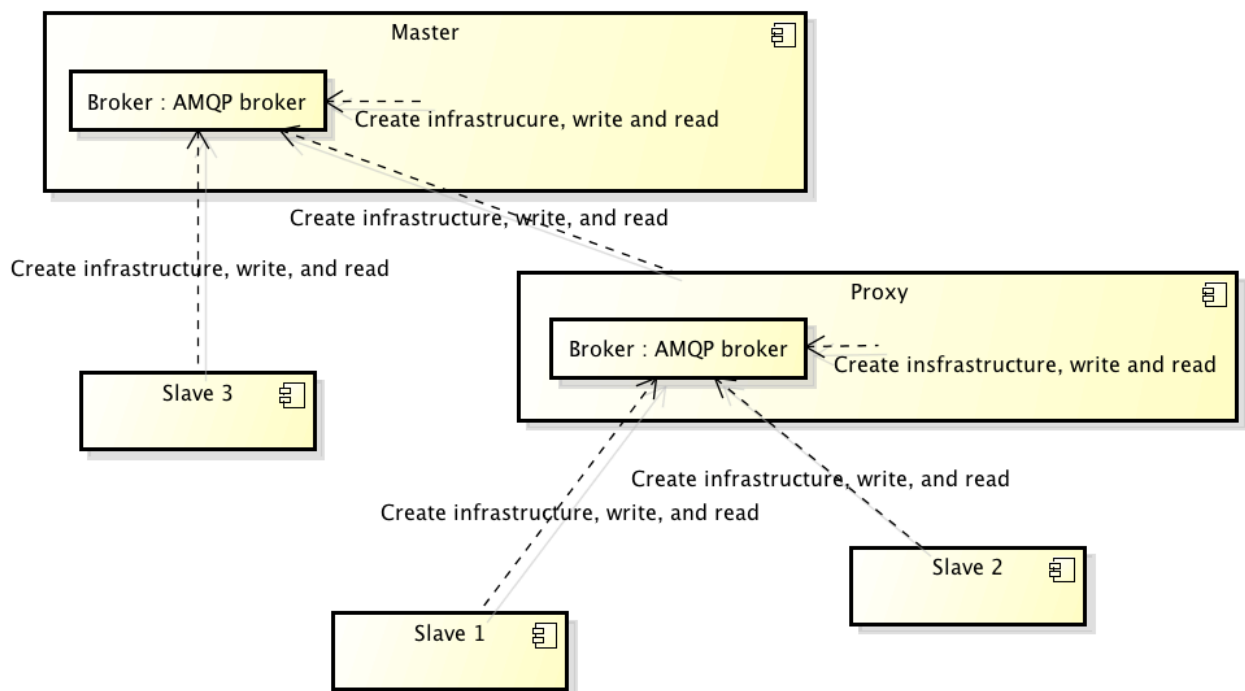 Master
Broker : AMQP broker
Create infrastrucure, write and read
Create infrastructure, write, and read
Create infrastructure, write, and read
Proxy
Broker : AMQP broker
Create insfrastructure, write and read
Slave 3
Create infrastructure, write, and read
Create infrastructure, write, and read
Slave 2
Slave 1